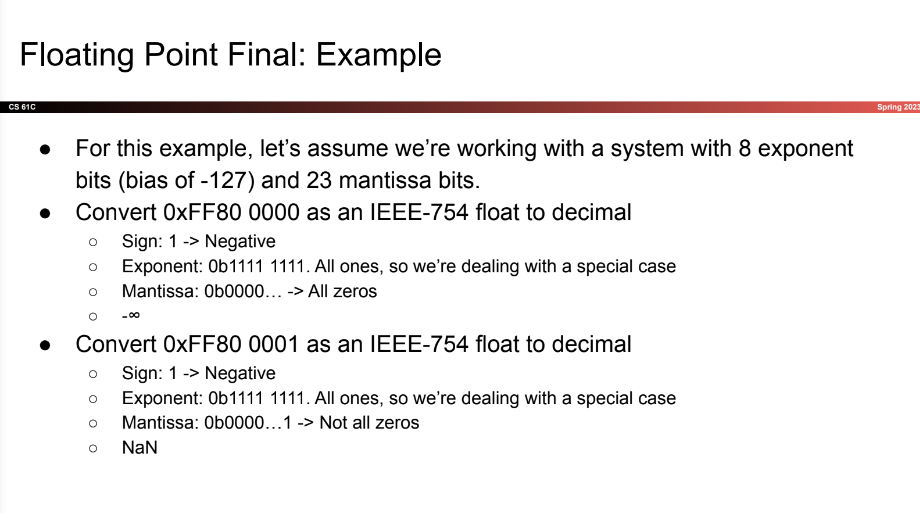 Floating Point Final: Example
CS 61C
Spring 2023
● For this example, let's assume we're working with a system with 8 exponent
bits (bias of -127) and 23 mantissa bits.
● Convert 0xFF80 0000 as an IEEE-754 float to decimal
○ Sign: 1 -> Negative
○ Exponent: 0b1111 1111. All ones, so we're dealing with a special case
○ Mantissa: 0b0000… -> All zeros
○ -∞
● Convert 0xFF80 0001 as an IEEE-754 float to decimal
○ Sign: 1 -> Negative
○ Exponent: 0b1111 1111. All ones, so we're dealing with a special case
○ Mantissa: 0b0000…1 -> Not all zeros
○ NaN